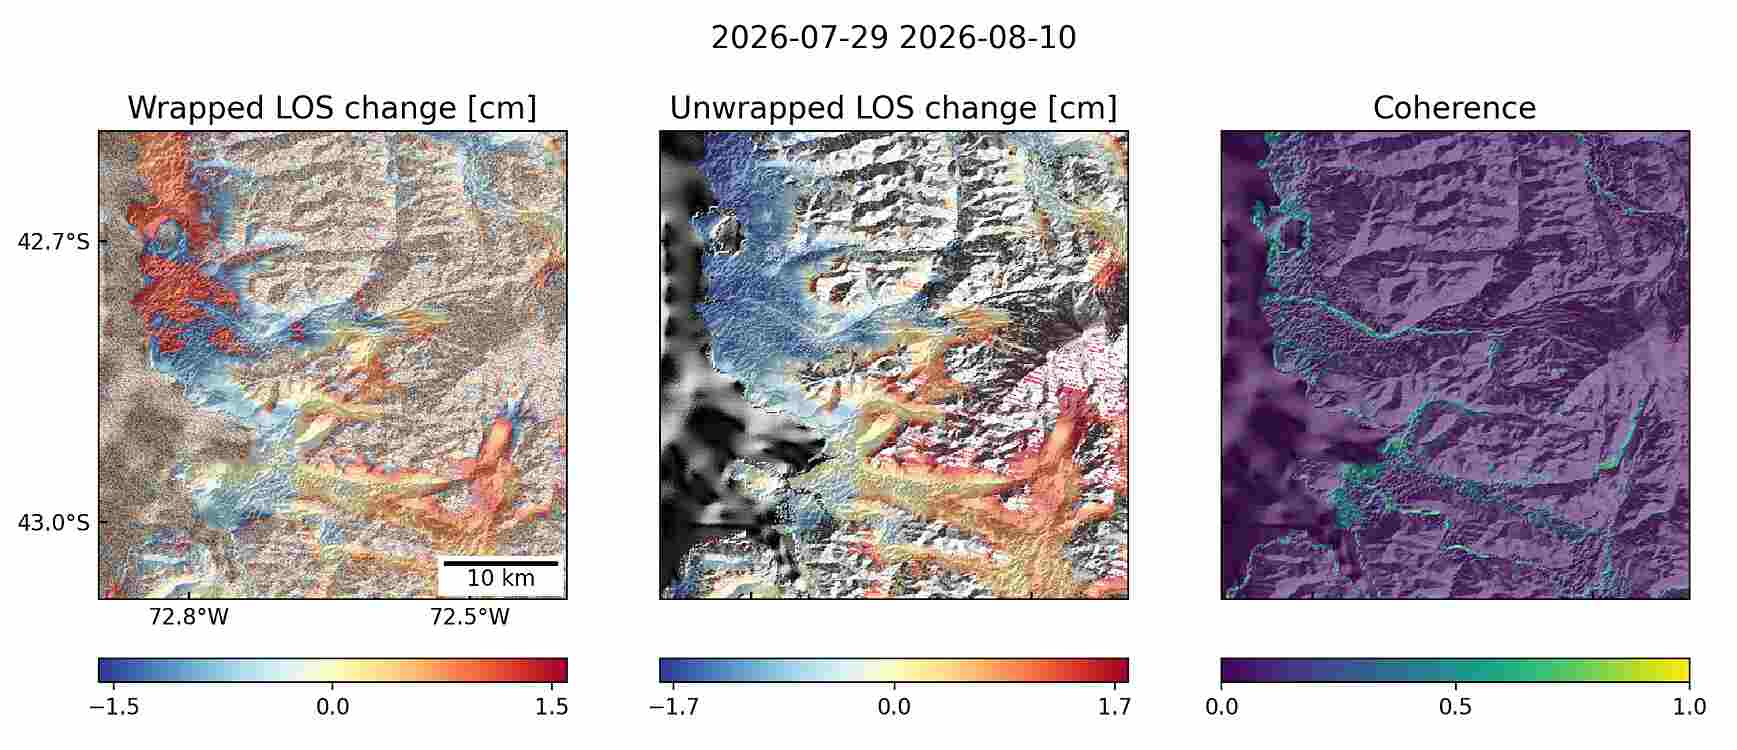 2026-07-29 2026-08-10
Wrapped LOS change [cm]
Unwrapped LOS change [cm]
Coherence
42.7°S
43.0°S
10 km
72.8°W
72.5°W
−1.5
0.0
1.5
−1.7
0.0
1.7
0.0
0.5
1.0